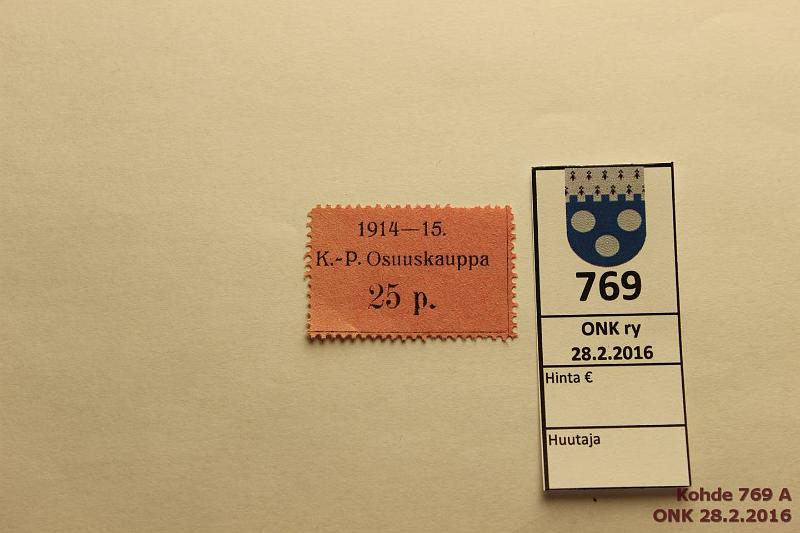 1914—15.
K.-P. Osuuskauppa
25 p.
769
ONK ry
28.2.2016
Hinta €
Huutaja
Kohde 769 A
ONK 28.2.2016